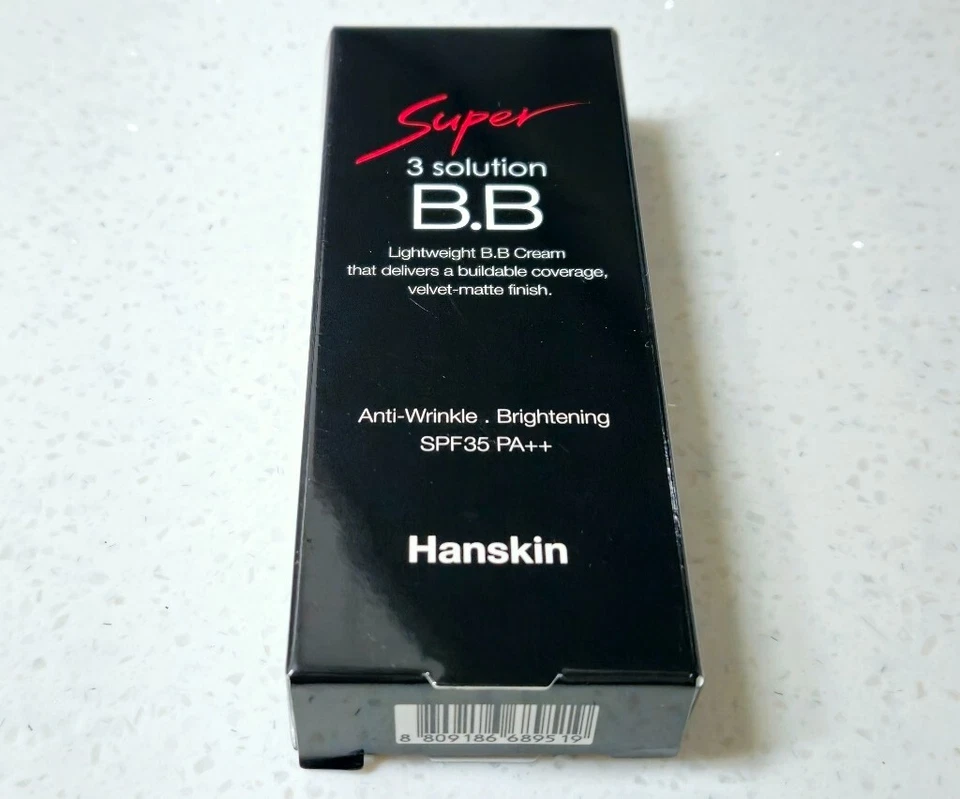 Super
3 solution
B.B
Lightweight B.B Cream
that delivers a buildable coverage,
velvet-matte finish.
Anti-Wrinkle . Brightening
SPF35 PA++
Hanskin
8 809186 689519